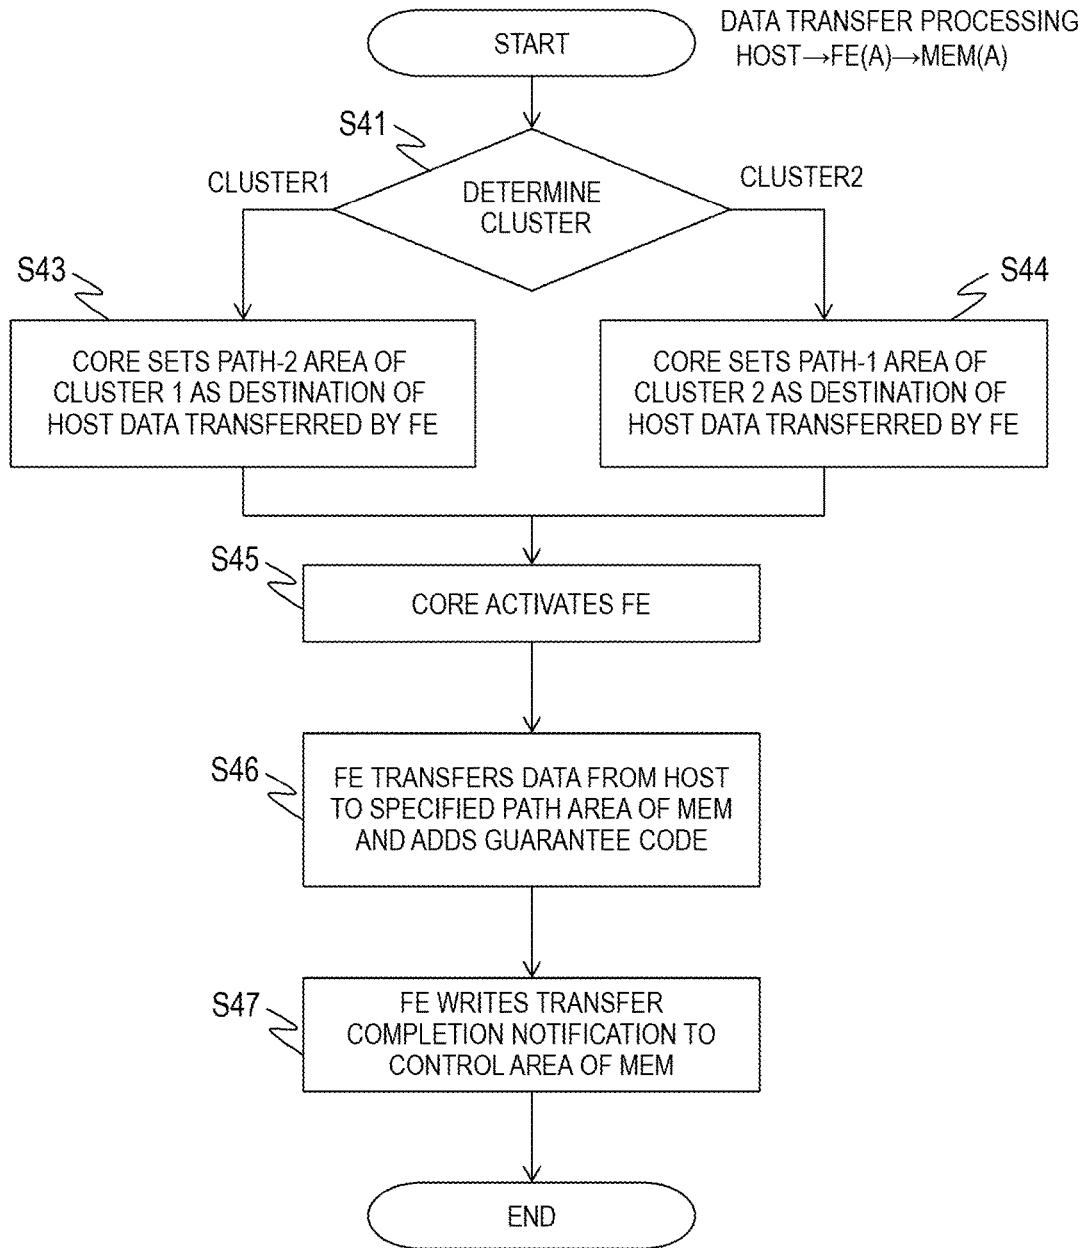 START
DATA TRANSFER PROCESSING
HOST→FE(A)→MEM(A)
S41
CLUSTER1
DETERMINE
CLUSTER
CLUSTER2
S43
CORE SETS PATH-2 AREA OF
CLUSTER 1 AS DESTINATION OF
HOST DATA TRANSFERRED BY FE
S44
CORE SETS PATH-1 AREA OF
CLUSTER 2 AS DESTINATION OF
HOST DATA TRANSFERRED BY FE
S45
CORE ACTIVATES FE
S46
FE TRANSFERS DATA FROM HOST
TO SPECIFIED PATH AREA OF MEM
AND ADDS GUARANTEE CODE
S47
FE WRITES TRANSFER
COMPLETION NOTIFICATION TO
CONTROL AREA OF MEM
END